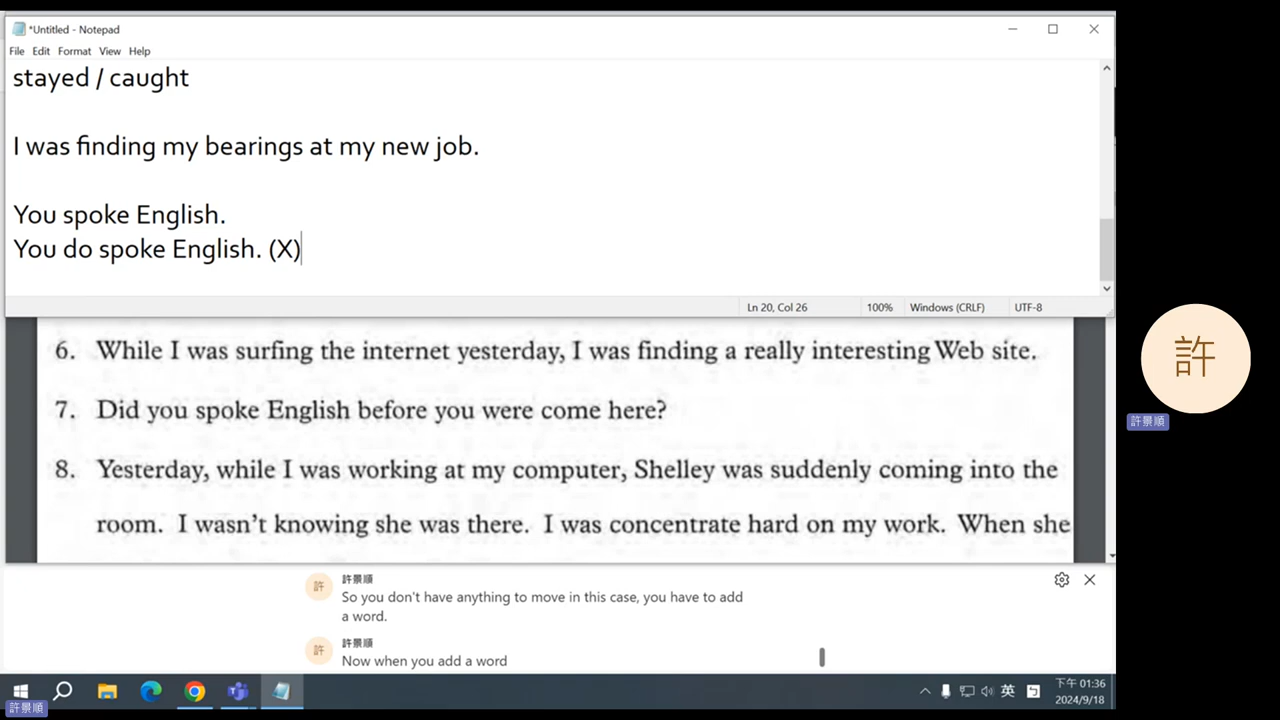 *Untitled - Notepad
File Edit Format View Help
stayed / caught
I was finding my bearings at my new job.
You spoke English.
You do spoke English. (X)
Ln 20, Col 26 100% Windows (CRLF) UTF-8
6. While I was surfing the internet yesterday, I was finding a really interesting Web site.
7. Did you spoke English before you were come here?
8. Yesterday, while I was working at my computer, Shelley was suddenly coming into the
room. I wasn't knowing she was there. I was concentrate hard on my work. When she
許
許景順
許 許景順
So you don't have anything to move in this case, you have to add
a word.
許 許景順
Now when you add a word
英 ㄅ 下午 01:36
2024/9/18
許景順